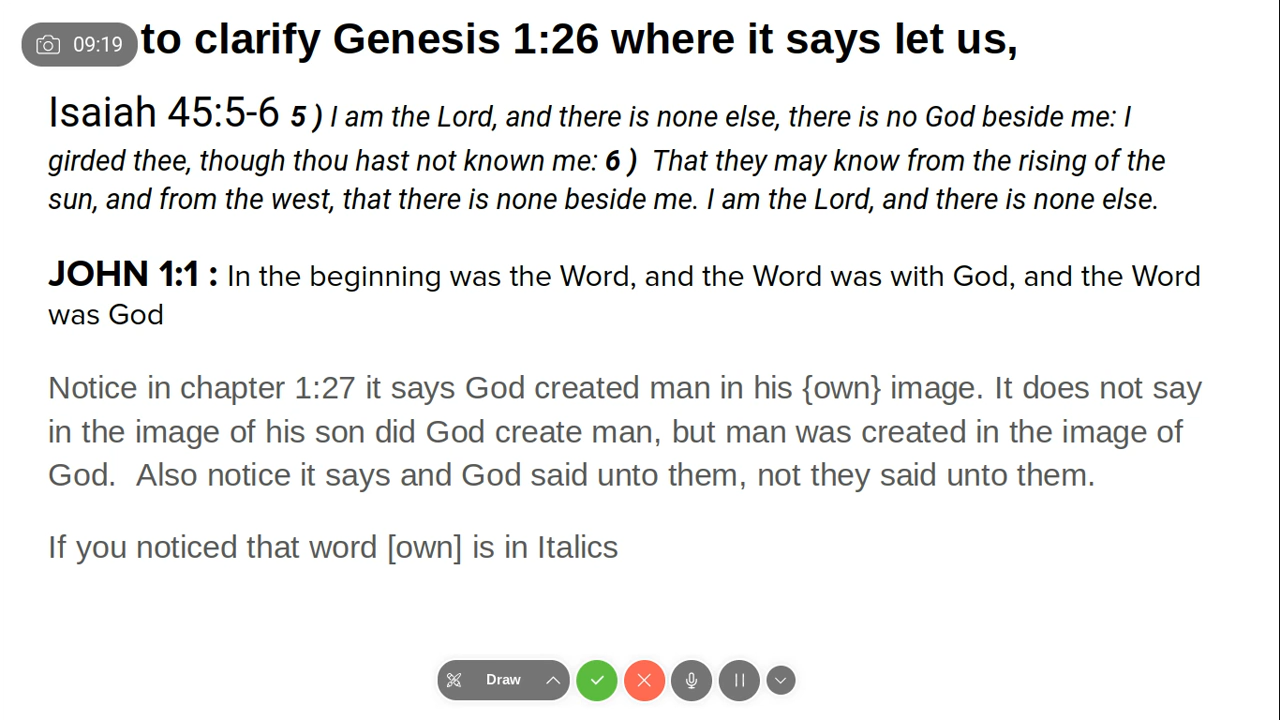 09:19
to clarify Genesis 1:26 where it says let us,
Isaiah 45:5-6 5 ) I am the Lord, and there is none else, there is no God beside me: I
girded thee, though thou hast not known me: 6 ) That they may know from the rising of the
sun, and from the west, that there is none beside me. I am the Lord, and there is none else.
JOHN 1:1 : In the beginning was the Word, and the Word was with God, and the Word
was God
Notice in chapter 1:27 it says God created man in his {own} image. It does not say
in the image of his son did God create man, but man was created in the image of
God. Also notice it says and God said unto them, not they said unto them.
If you noticed that word [own] is in Italics
Draw